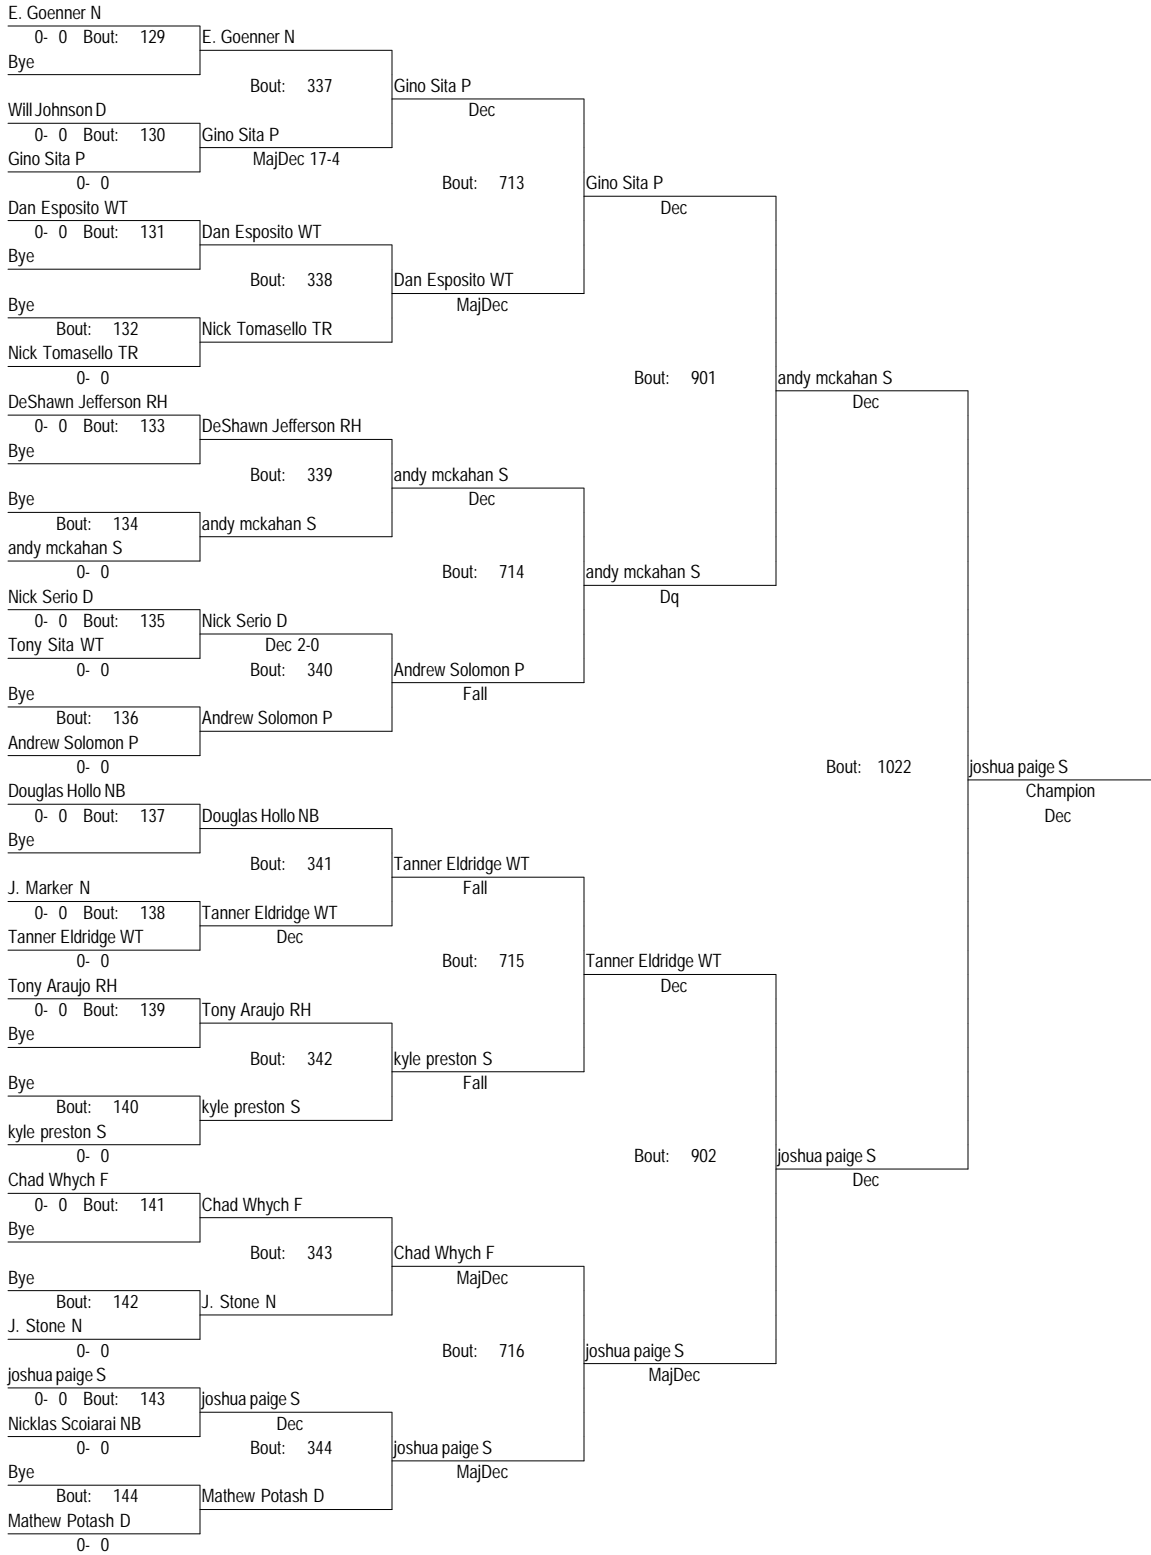 E. Goenner N
0- 0 Bout: 129 E. Goenner N
Bye
Bout: 337 Gino Sita P
Will Johnson D Dec
0- 0 Bout: 130 Gino Sita P
Gino Sita P MajDec 17-4
0- 0 Bout: 713 Gino Sita P
Dan Esposito WT Dec
0- 0 Bout: 131 Dan Esposito WT
Bye
Bout: 338 Dan Esposito WT
Bye MajDec
Bout: 132 Nick Tomasello TR
Nick Tomasello TR
0- 0 Bout: 901 andy mckahan S
DeShawn Jefferson RH Dec
0- 0 Bout: 133 DeShawn Jefferson RH
Bye
Bout: 339 andy mckahan S
Bye Dec
Bout: 134 andy mckahan S
andy mckahan S
0- 0 Bout: 714 andy mckahan S
Nick Serio D Dq
0- 0 Bout: 135 Nick Serio D
Tony Sita WT Dec 2-0
0- 0 Bout: 340 Andrew Solomon P
Bye Fall
Bout: 136 Andrew Solomon P
Andrew Solomon P
0- 0 Bout: 1022 joshua paige S
Douglas Hollo NB Champion
0- 0 Bout: 137 Douglas Hollo NB Dec
Bye
Bout: 341 Tanner Eldridge WT
J. Marker N Fall
0- 0 Bout: 138 Tanner Eldridge WT
Tanner Eldridge WT Dec
0- 0 Bout: 715 Tanner Eldridge WT
Tony Araujo RH Dec
0- 0 Bout: 139 Tony Araujo RH
Bye
Bout: 342 kyle preston S
Bye Fall
Bout: 140 kyle preston S
kyle preston S
0- 0 Bout: 902 joshua paige S
Chad Whych F Dec
0- 0 Bout: 141 Chad Whych F
Bye
Bout: 343 Chad Whych F
Bye MajDec
Bout: 142 J. Stone N
J. Stone N
0- 0 Bout: 716 joshua paige S
joshua paige S MajDec
0- 0 Bout: 143 joshua paige S
Nicklas Scoiarai NB Dec
0- 0 Bout: 344 joshua paige S
Bye MajDec
Bout: 144 Mathew Potash D
Mathew Potash D
0- 0